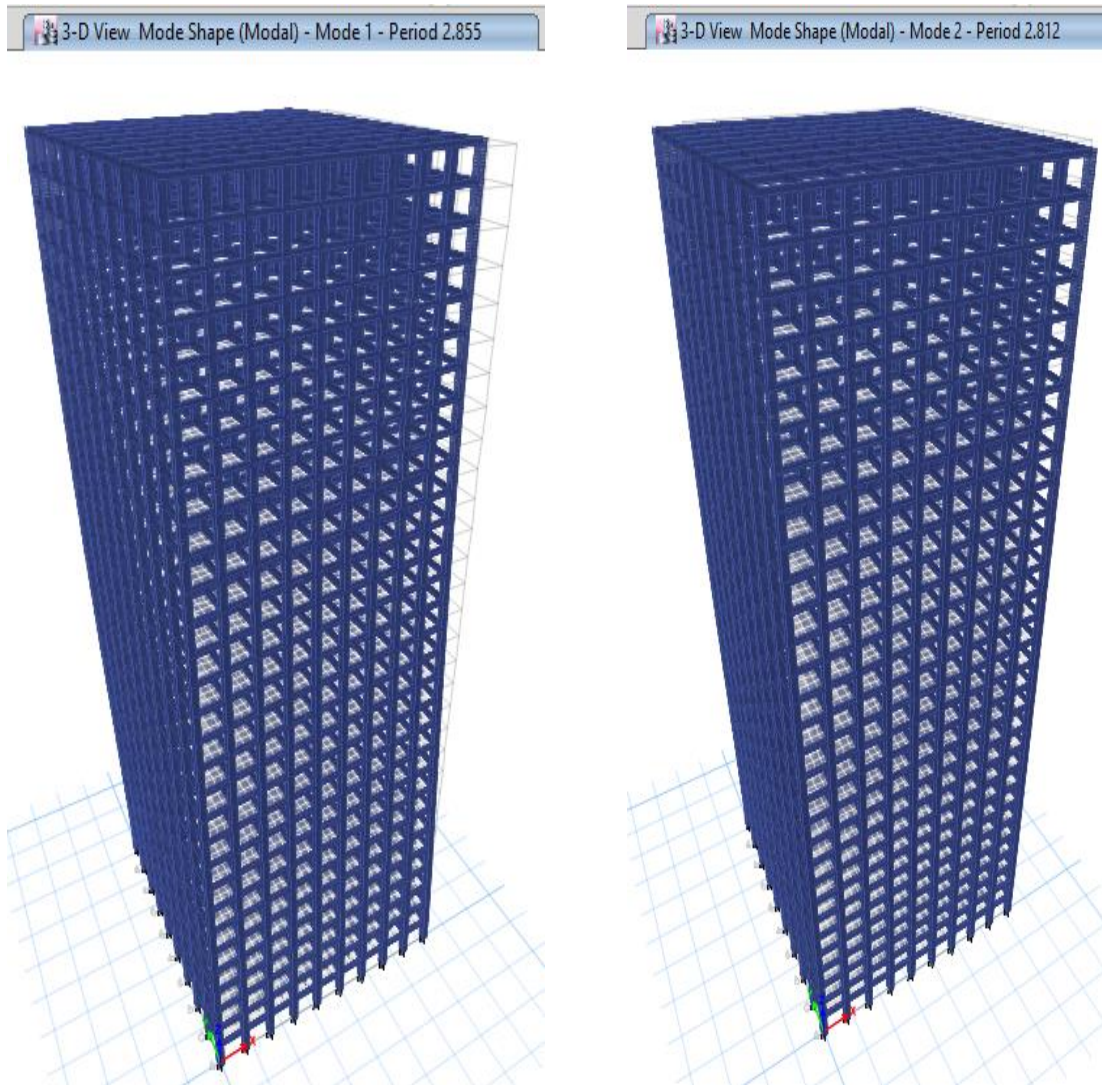 3-D View Mode Shape (Modal) - Mode 1 - Period 2.855
3-D View Mode Shape (Modal) - Mode 2 - Period 2.812
X
X